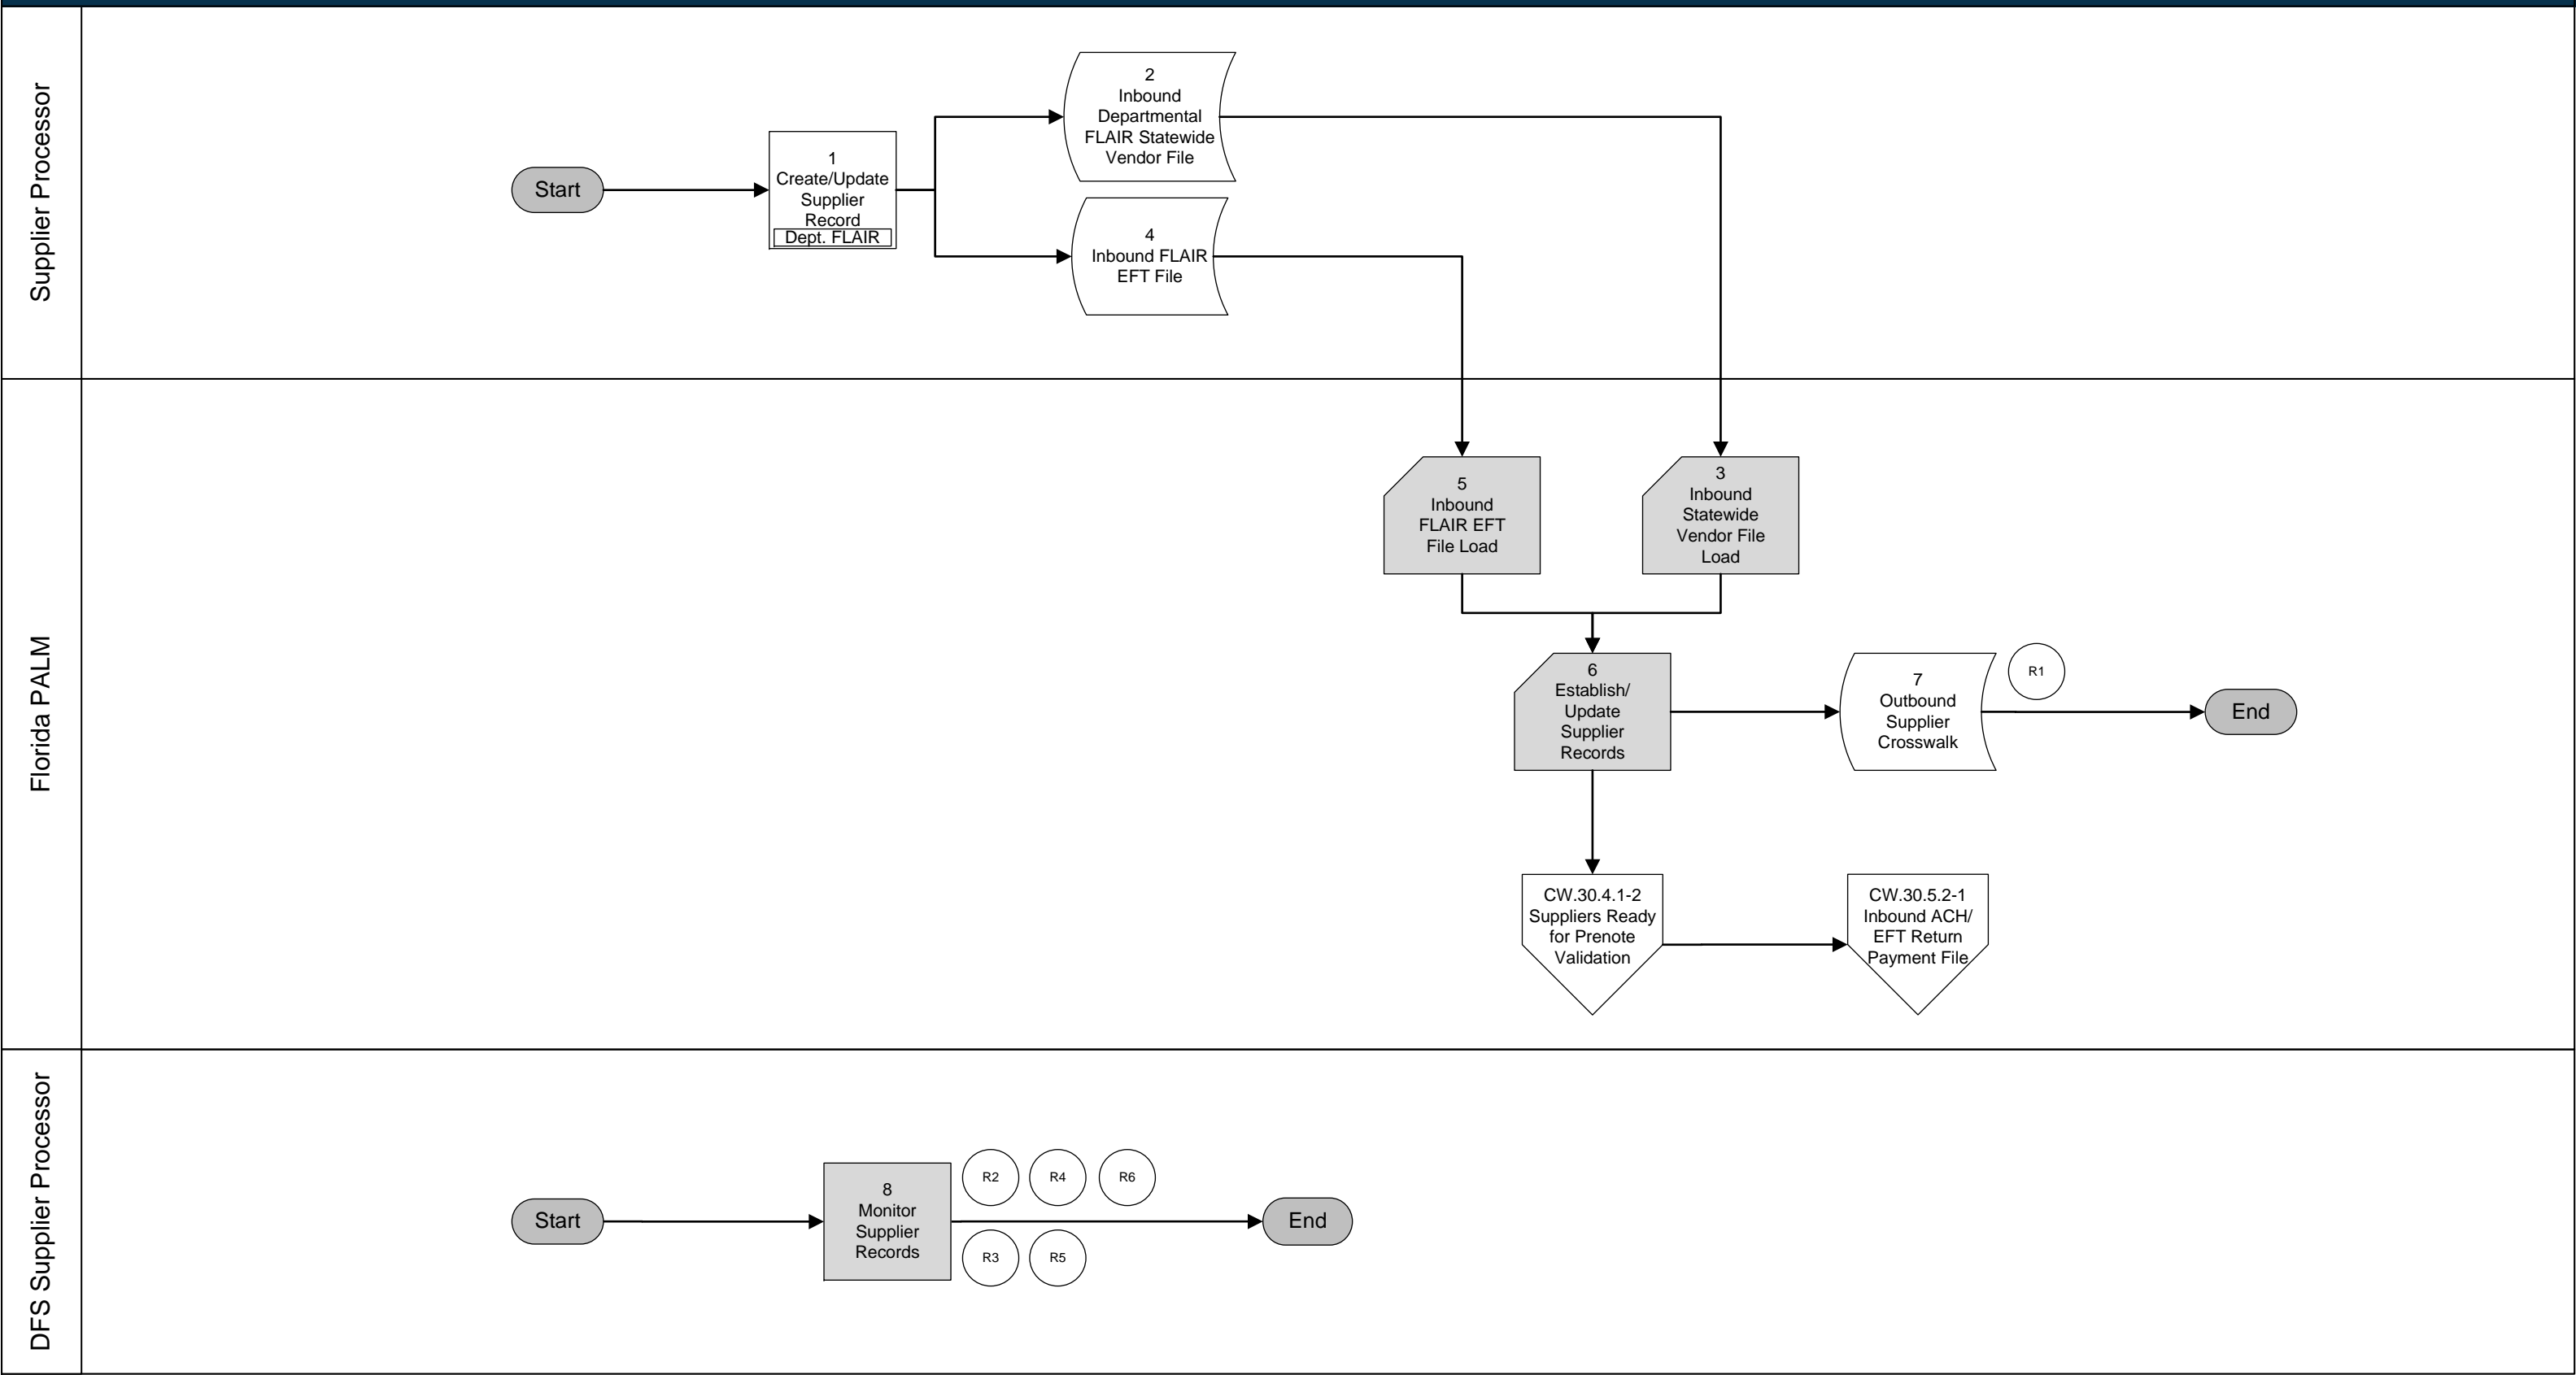 Supplier Processor
Start
1
Create/Update
Supplier
Record
Dept. FLAIR
2
Inbound
Departmental
FLAIR Statewide
Vendor File
4
Inbound FLAIR
EFT File
Florida PALM
5
Inbound
FLAIR EFT
File Load
3
Inbound
Statewide
Vendor File
Load
6
Establish/
Update
Supplier
Records
7
Outbound
Supplier
Crosswalk
R1
End
CW.30.4.1-2
Suppliers Ready
for Prenote
Validation
CW.30.5.2-1
Inbound ACH/
EFT Return
Payment File
DFS Supplier Processor
Start
8
Monitor
Supplier
Records
R2
R4
R6
R3
R5
End